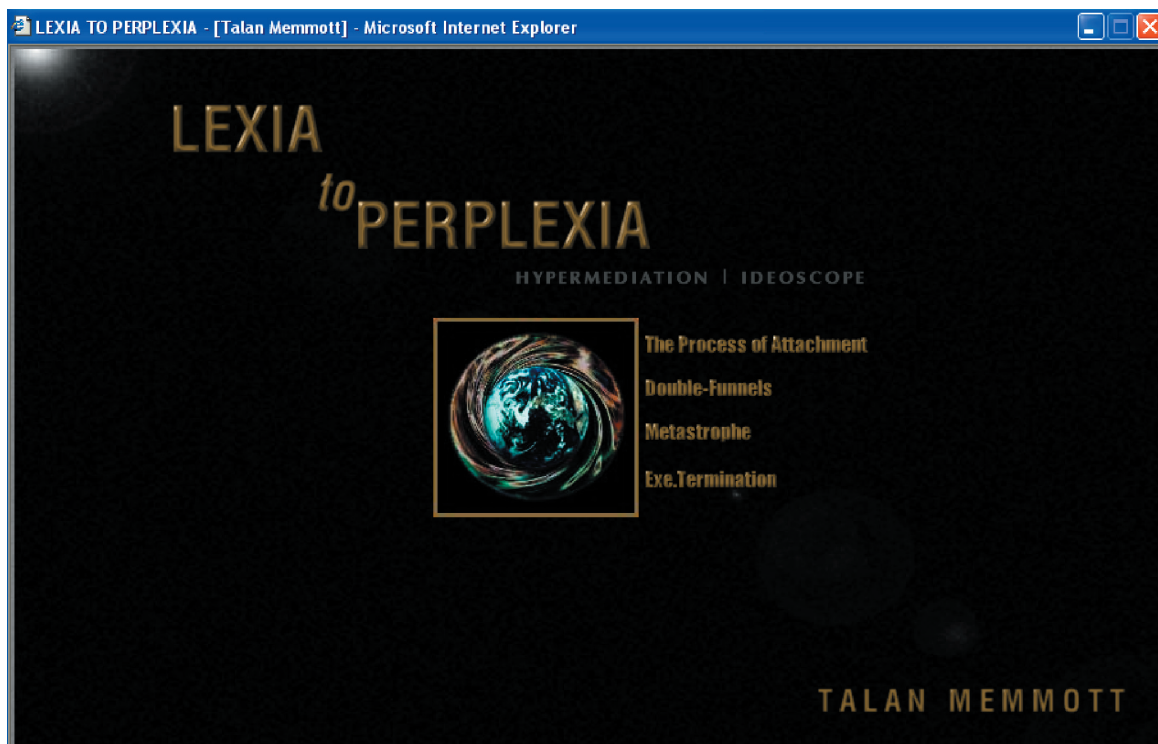 LEXIA TO PERPLEXIA - [Talan Memmott] - Microsoft Internet Explorer
LEXIA
to
PERPLEXIA
HYPERMEDIATION | IDEOSCOPE
The Process of Attachment
Double-Funnels
Metastrophe
Exe.Termination
TALAN MEMMOTT